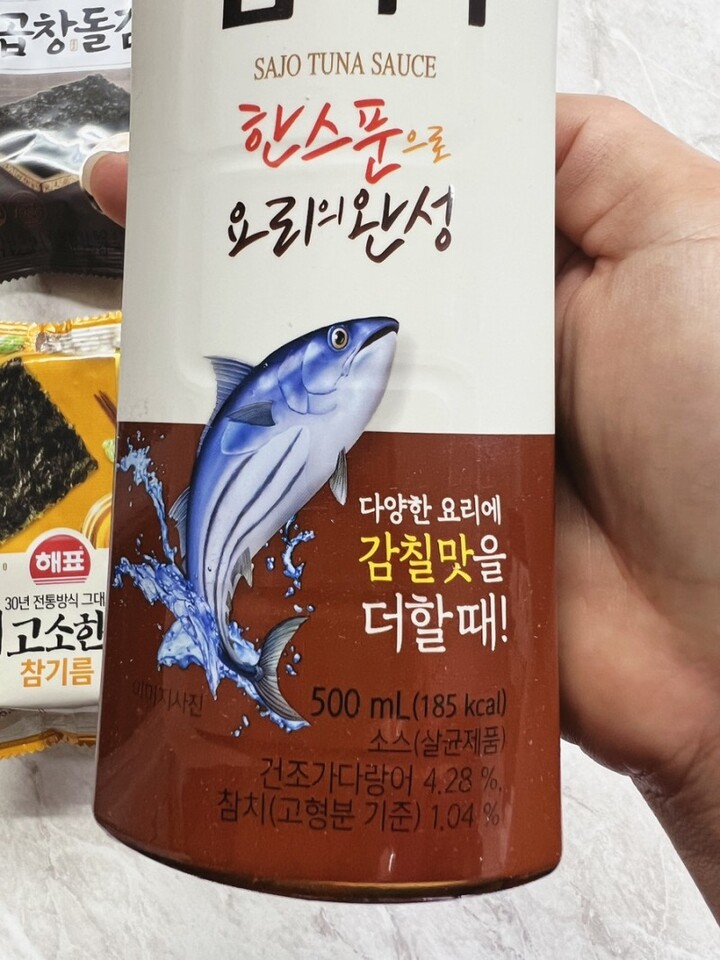 곱창돌김
SAJO TUNA SAUCE
한스푼으로
요리의완성
다양한 요리에
감칠맛을
더할 때!
이미지사진
500 mL(185 kcal)
소스(살균제품)
건조가다랑어 4.28 %,
참치(고형분 기준) 1.04 %
해표
30년 전통방식 그대
고소한
참기름